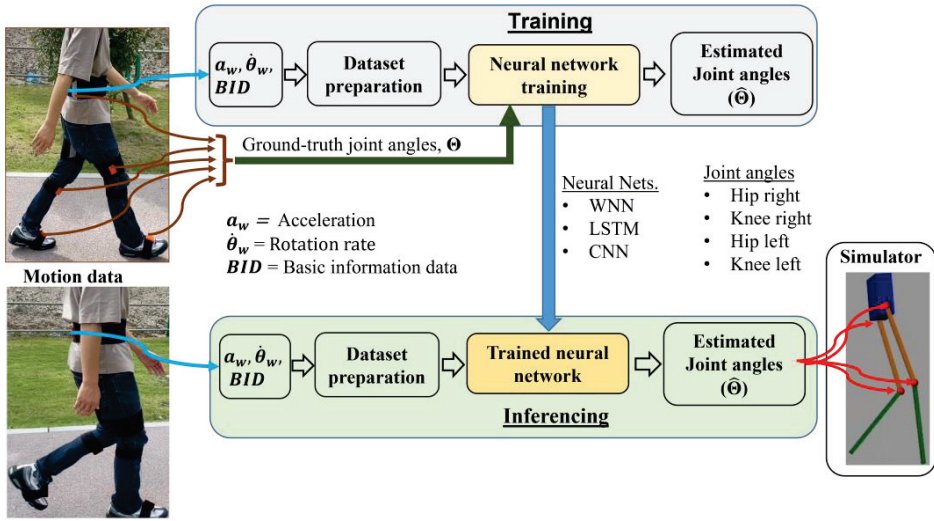 Training
a_w, θ̇_w,
BID
Dataset
preparation
Neural network
training
Estimated
Joint angles
(Θ̂)
Ground-truth joint angles, Θ
a_w = Acceleration
θ̇_w = Rotation rate
BID = Basic information data
Neural Nets.
• WNN
• LSTM
• CNN
Joint angles
• Hip right
• Knee right
• Hip left
• Knee left
Motion data
Simulator
a_w, θ̇_w,
BID
Dataset
preparation
Trained neural
network
Estimated
Joint angles
(Θ̂)
Inferencing